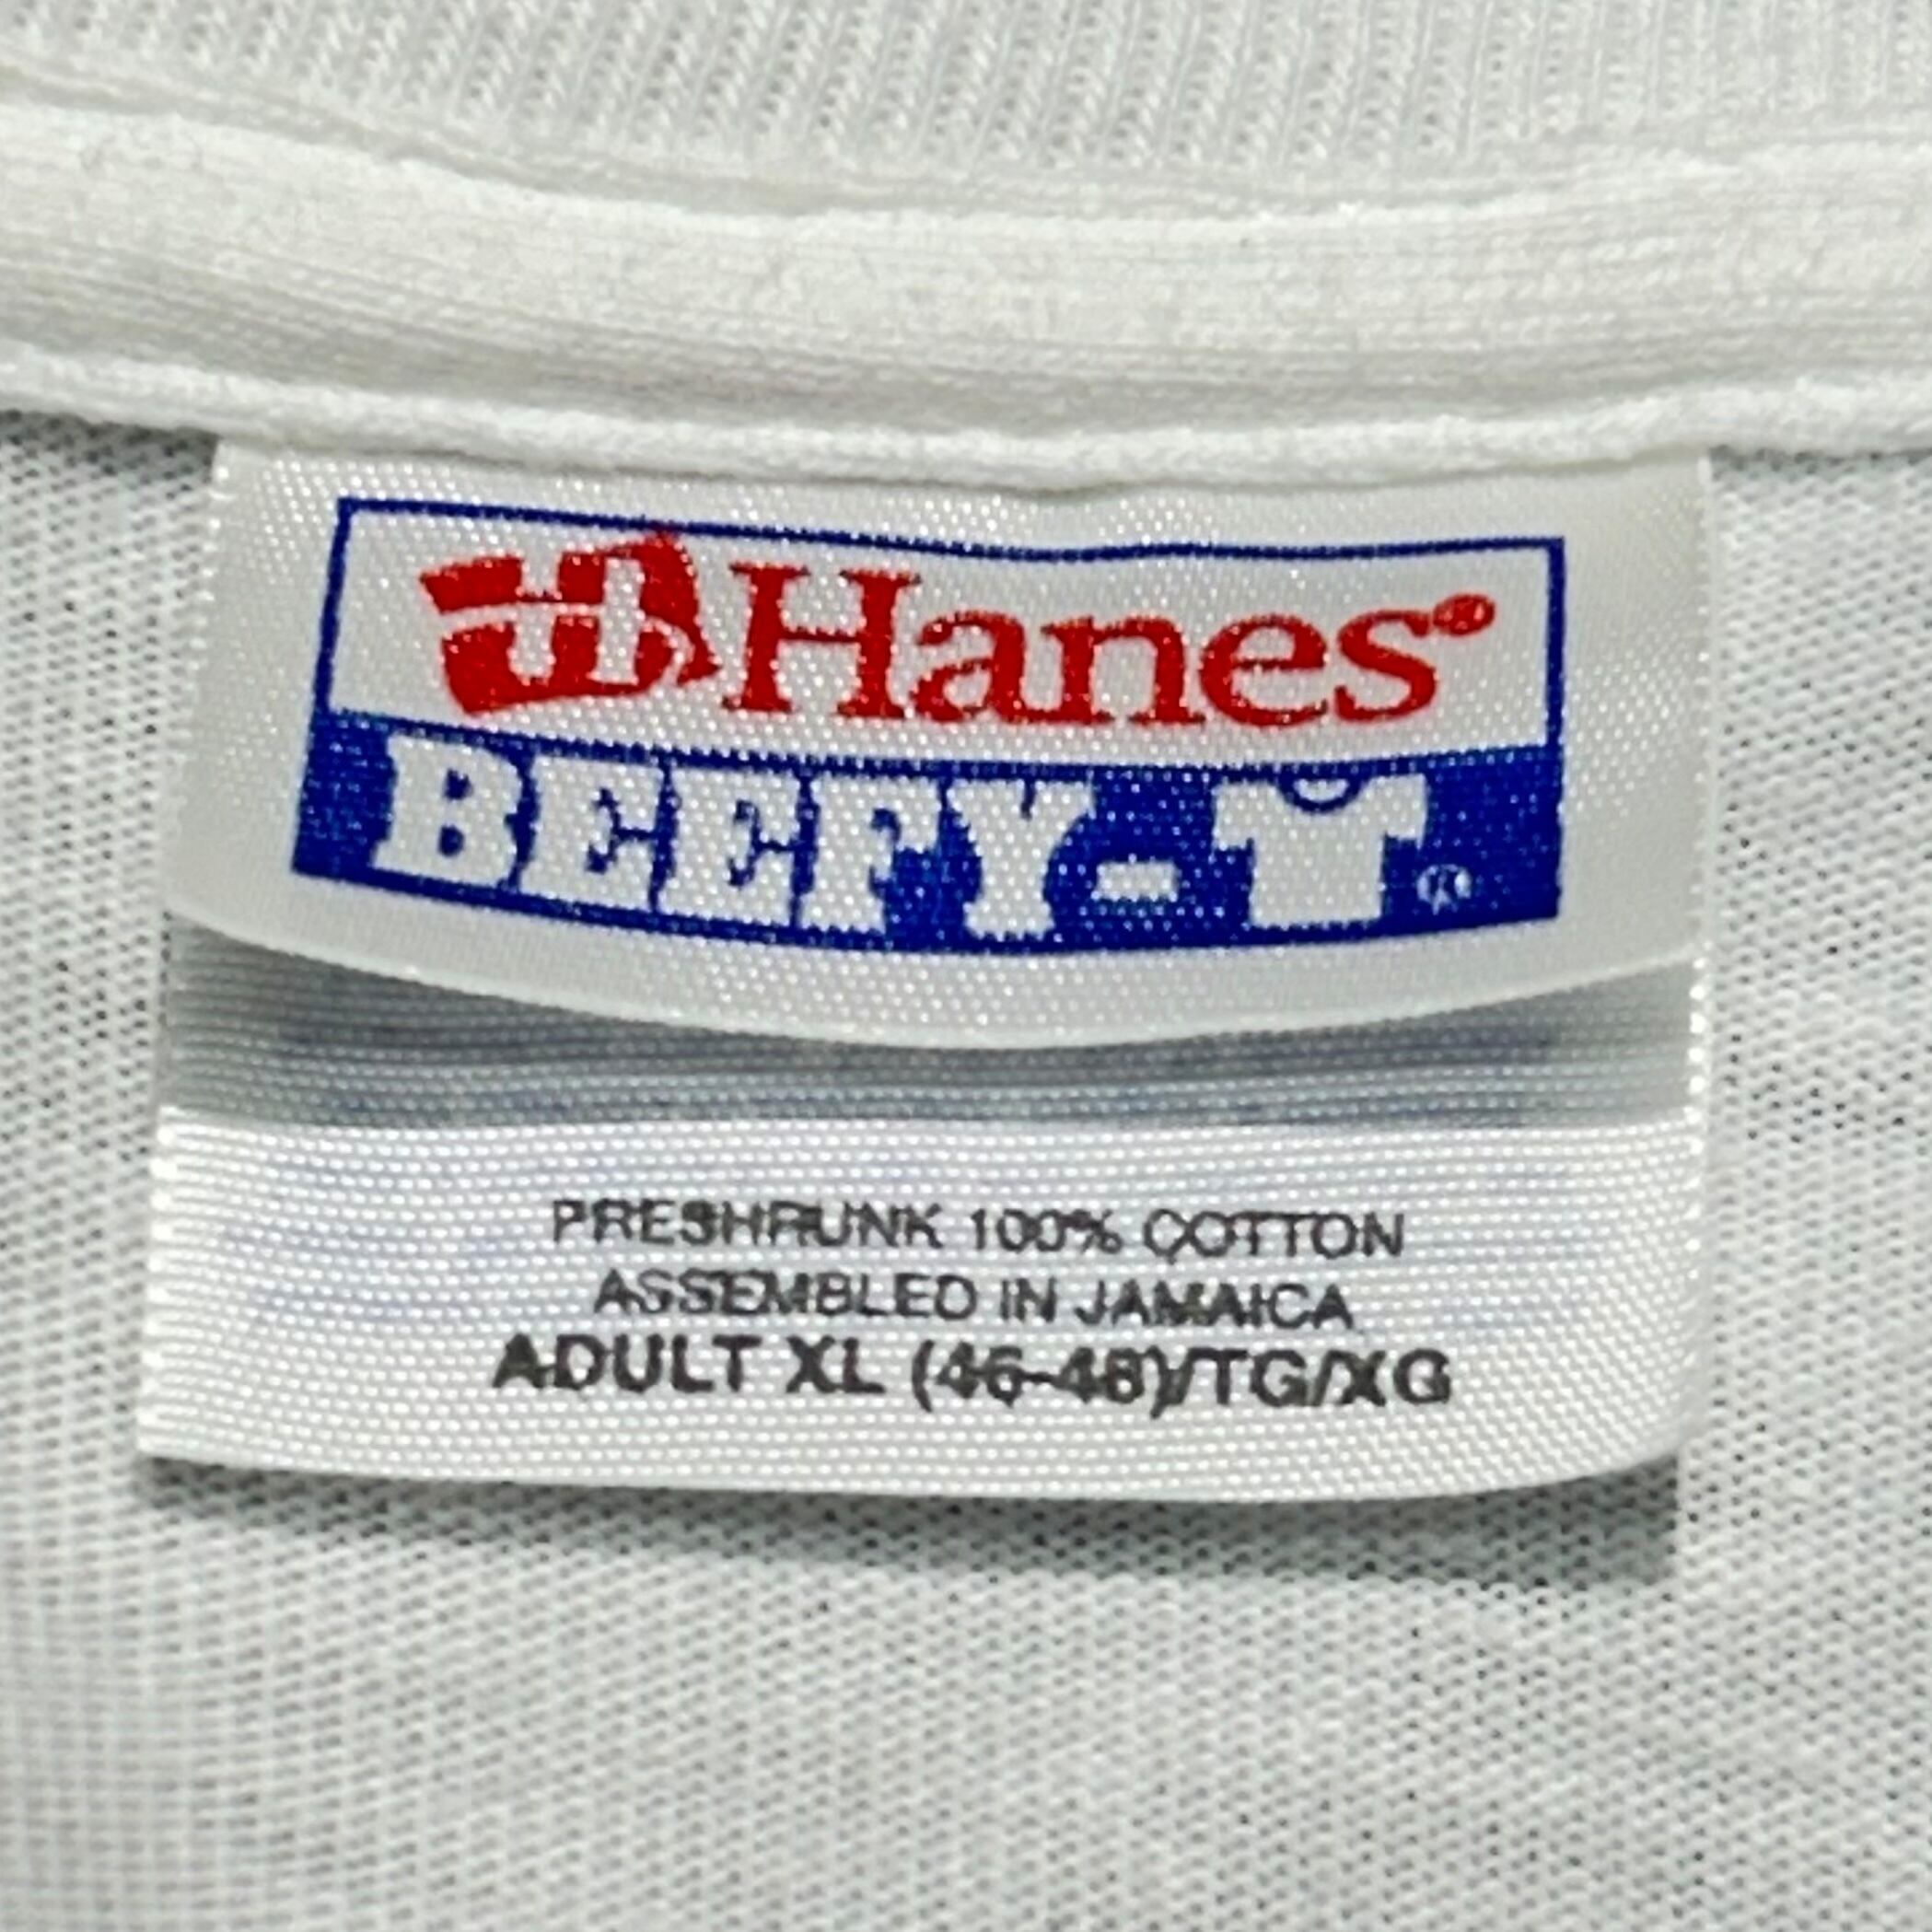 Hanes®
BEEFY-T®
PRESHRUNK 100% COTTON
ASSEMBLED IN JAMAICA
ADULT XL (46-48)/TG/XG